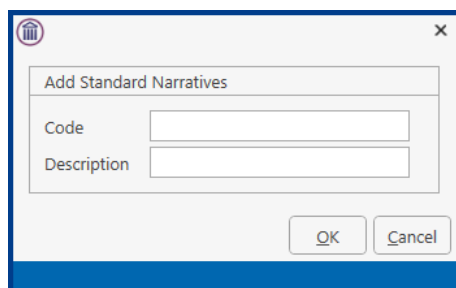 Add Standard Narratives
Code
Description
OK
Cancel